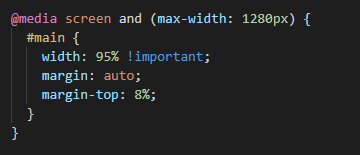 @media screen and (max-width: 1280px) {
  #main {
    width: 95% !important;
    margin: auto;
    margin-top: 8%;
  }
}